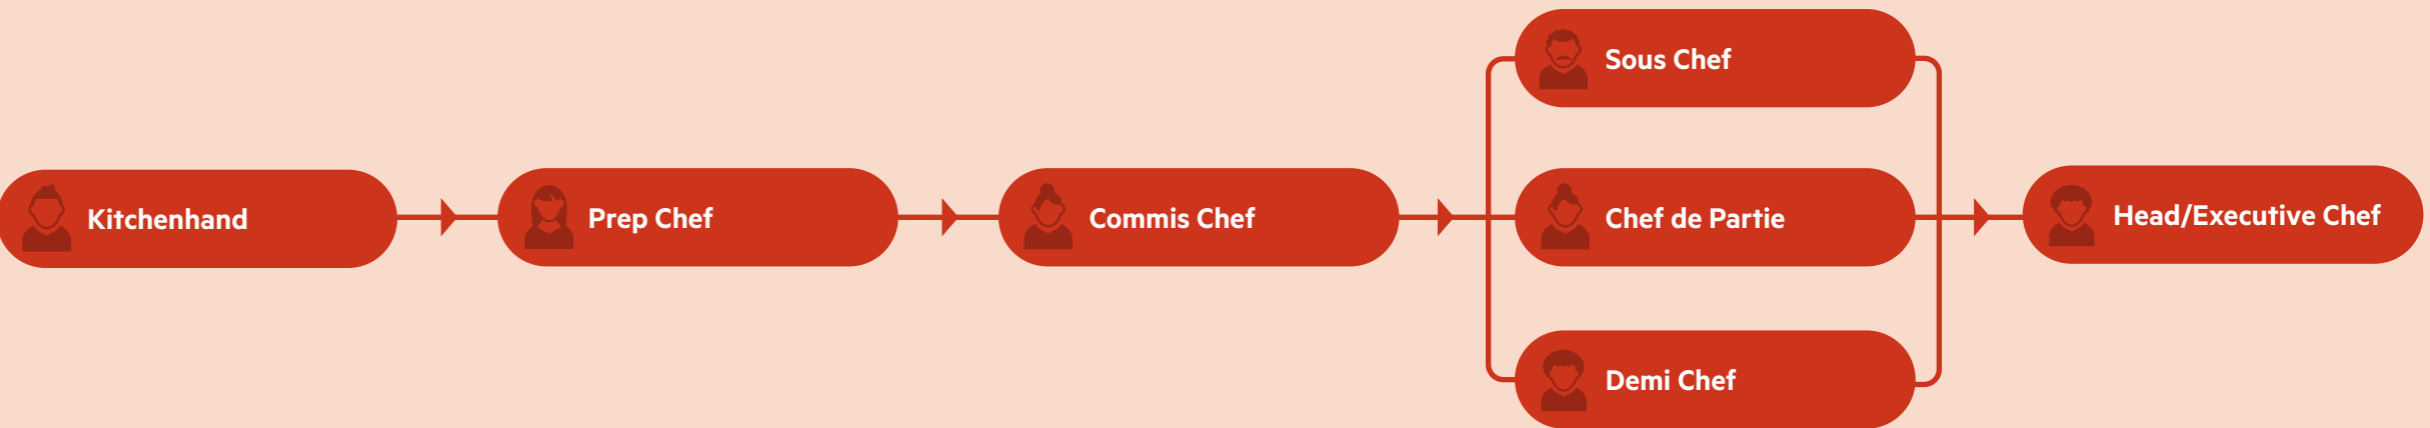 Kitchenhand
Prep Chef
Commis Chef
Sous Chef
Chef de Partie
Demi Chef
Head/Executive Chef